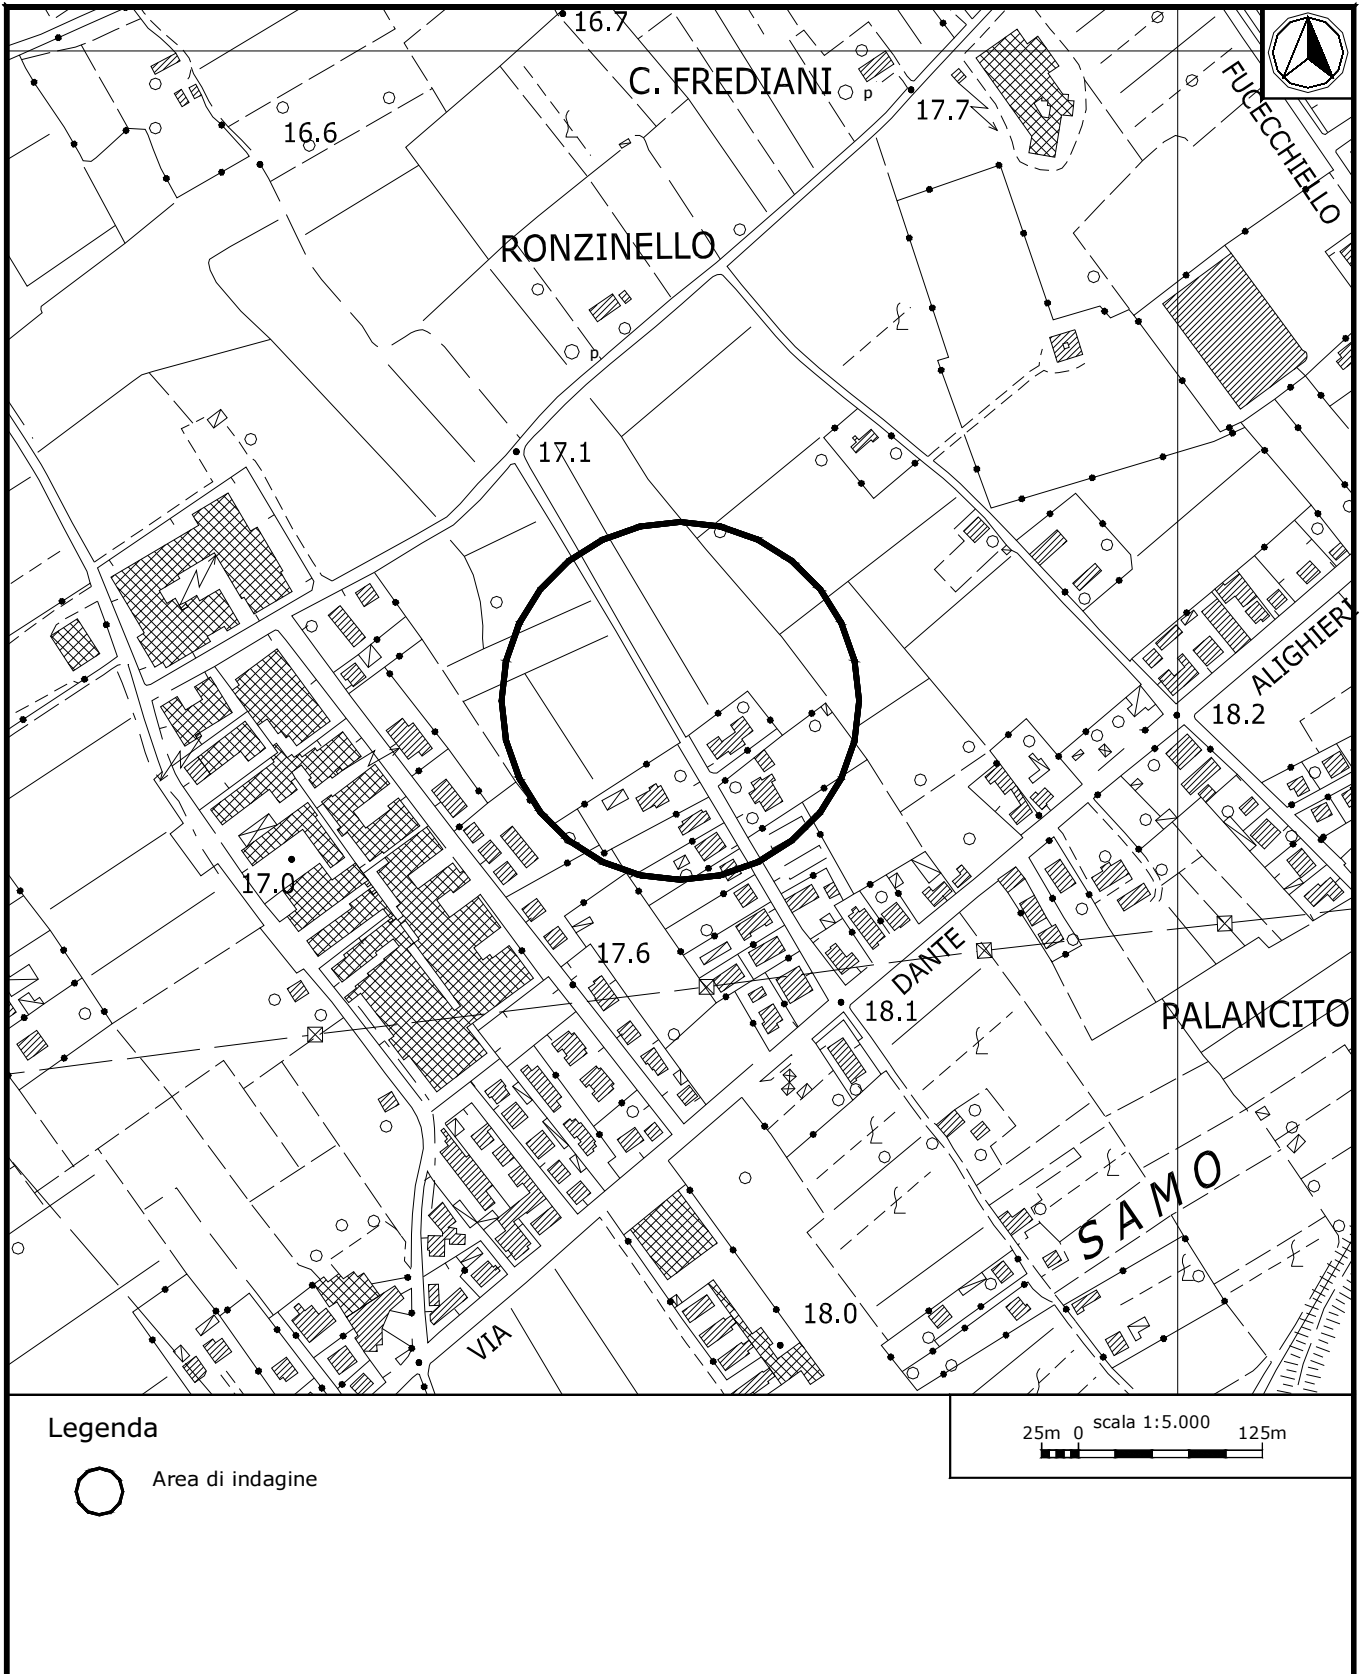 16.7
C. FREDIANI
p
17.7
FUCECCHIELLO
16.6
RONZINELLO
p.
17.1
ALIGHIERI
18.2
17.0
17.6
DANTE
18.1
PALANCITO
SAMO
18.0
VIA
Legenda
Area di indagine
scala 1:5.000
25m 0 125m